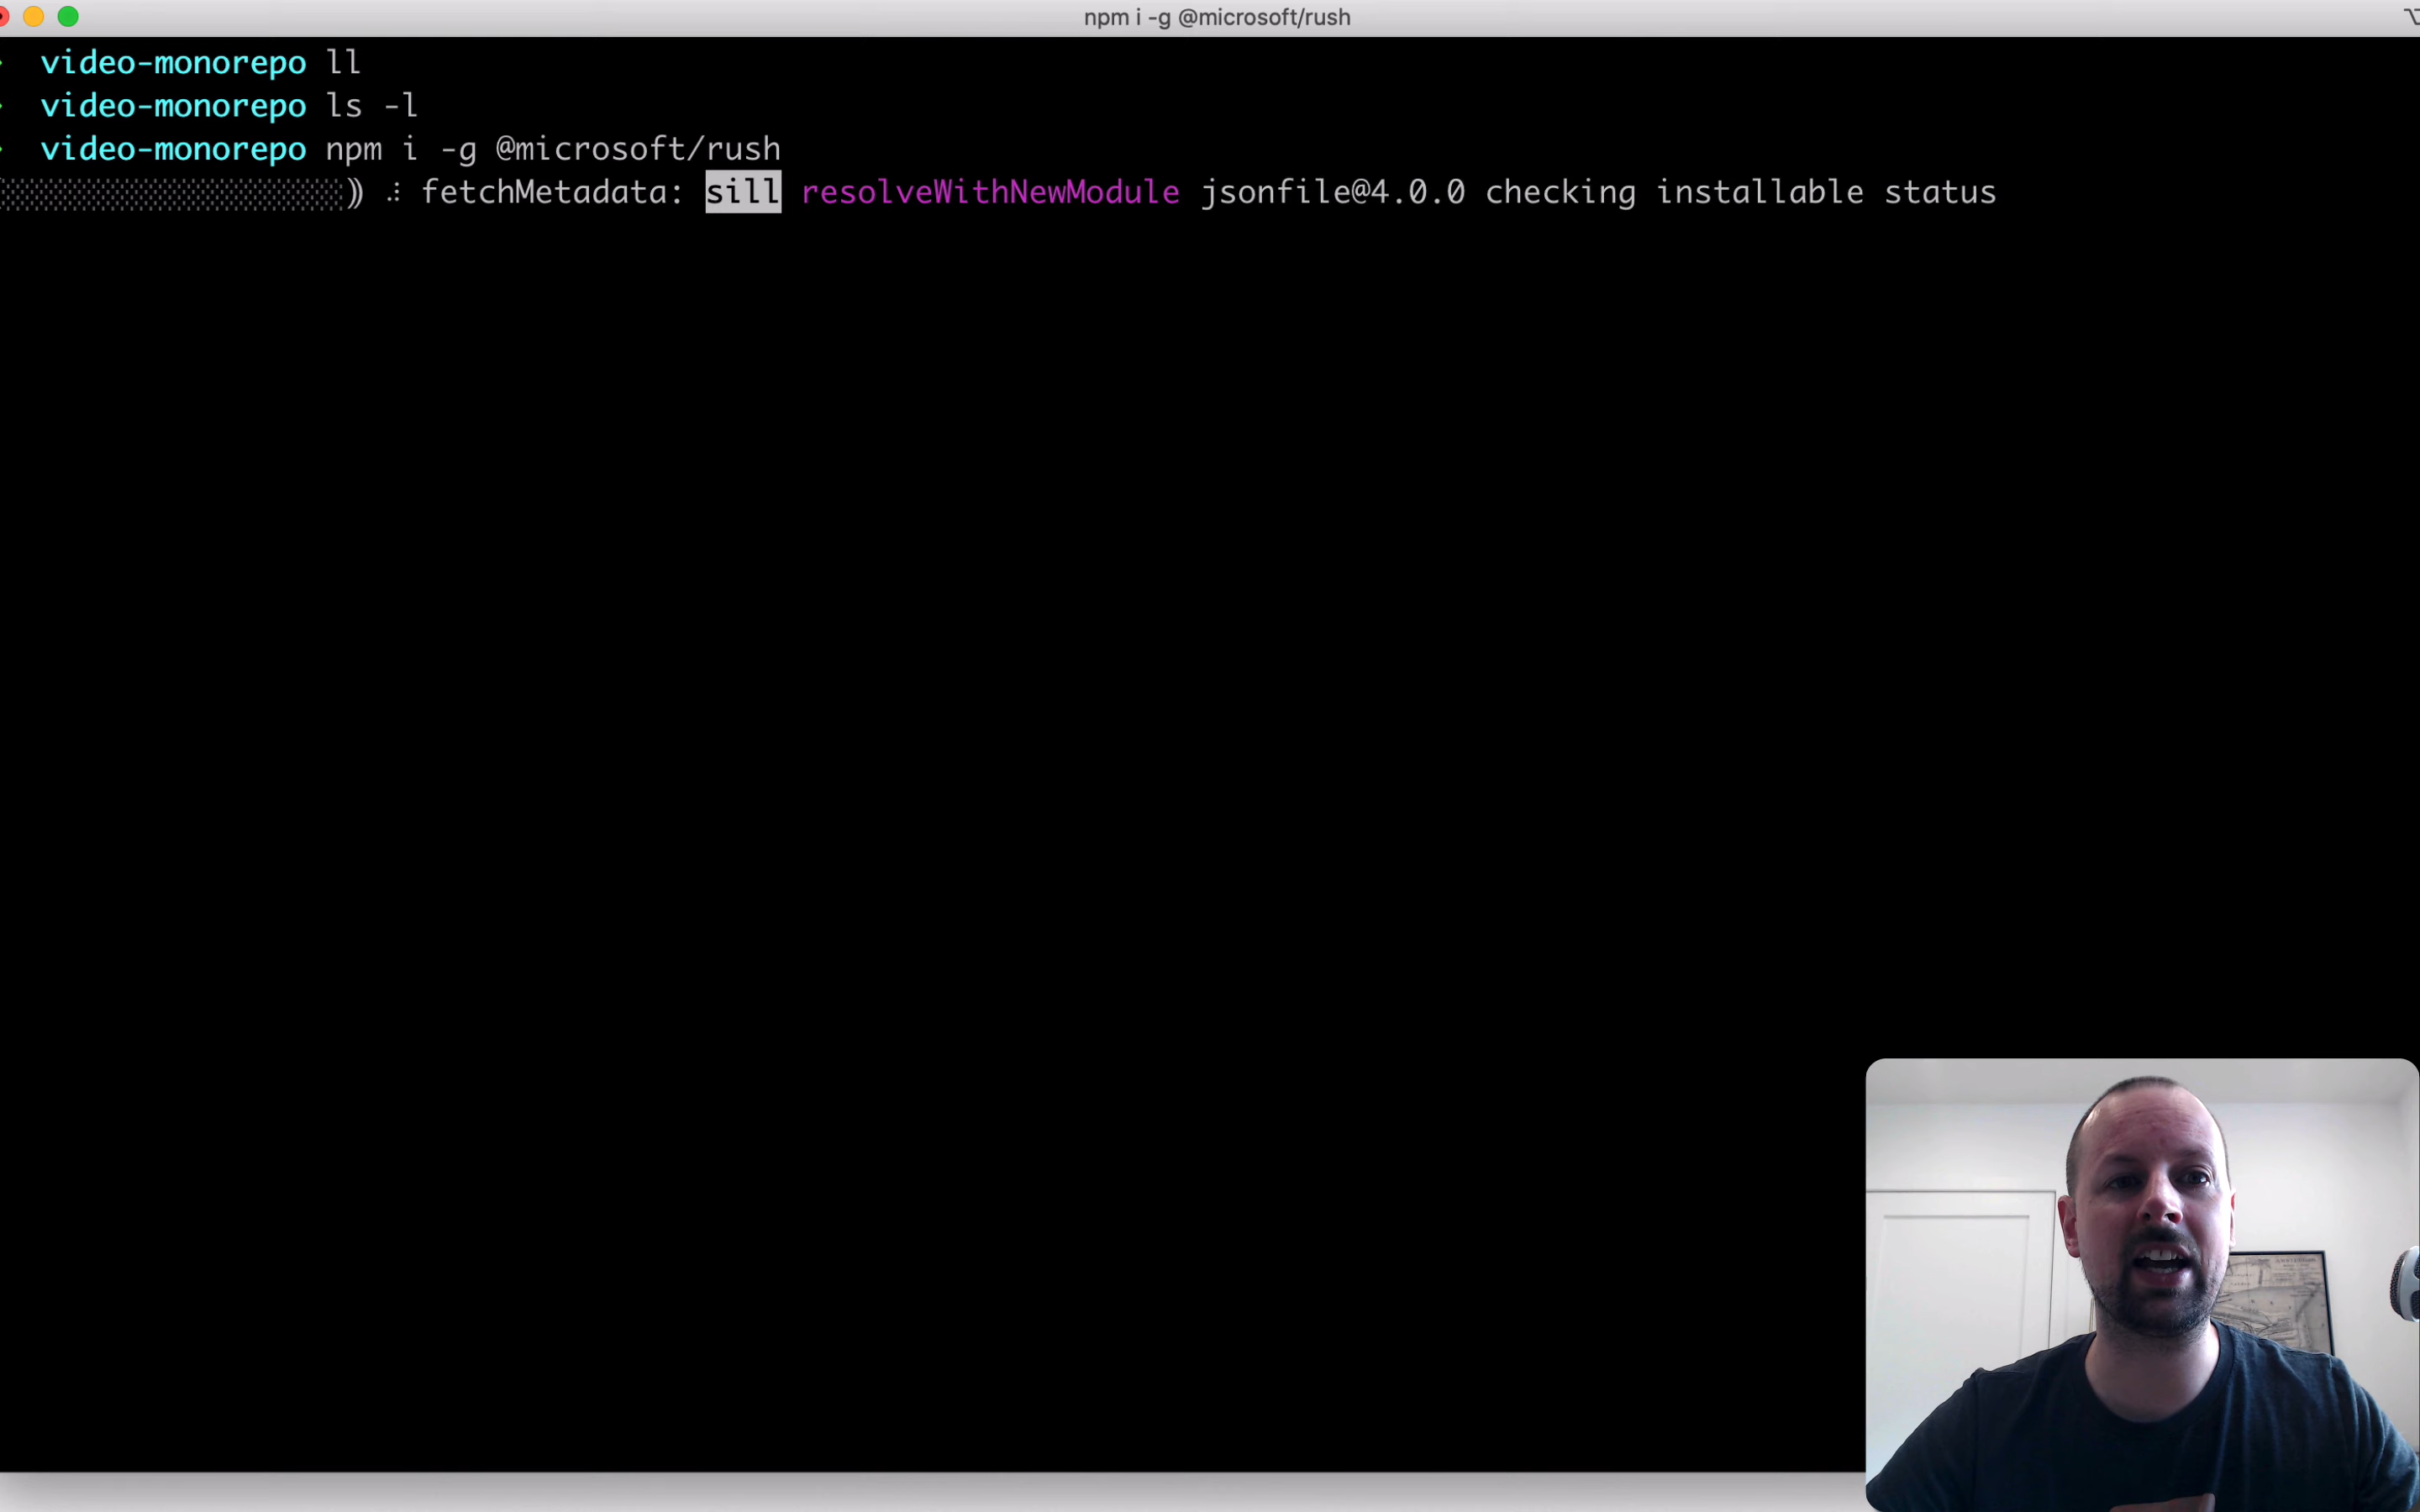 npm i -g @microsoft/rush
video-monorepo ll
video-monorepo ls -l
video-monorepo npm i -g @microsoft/rush
) ⠼ fetchMetadata: sill resolveWithNewModule jsonfile@4.0.0 checking installable status